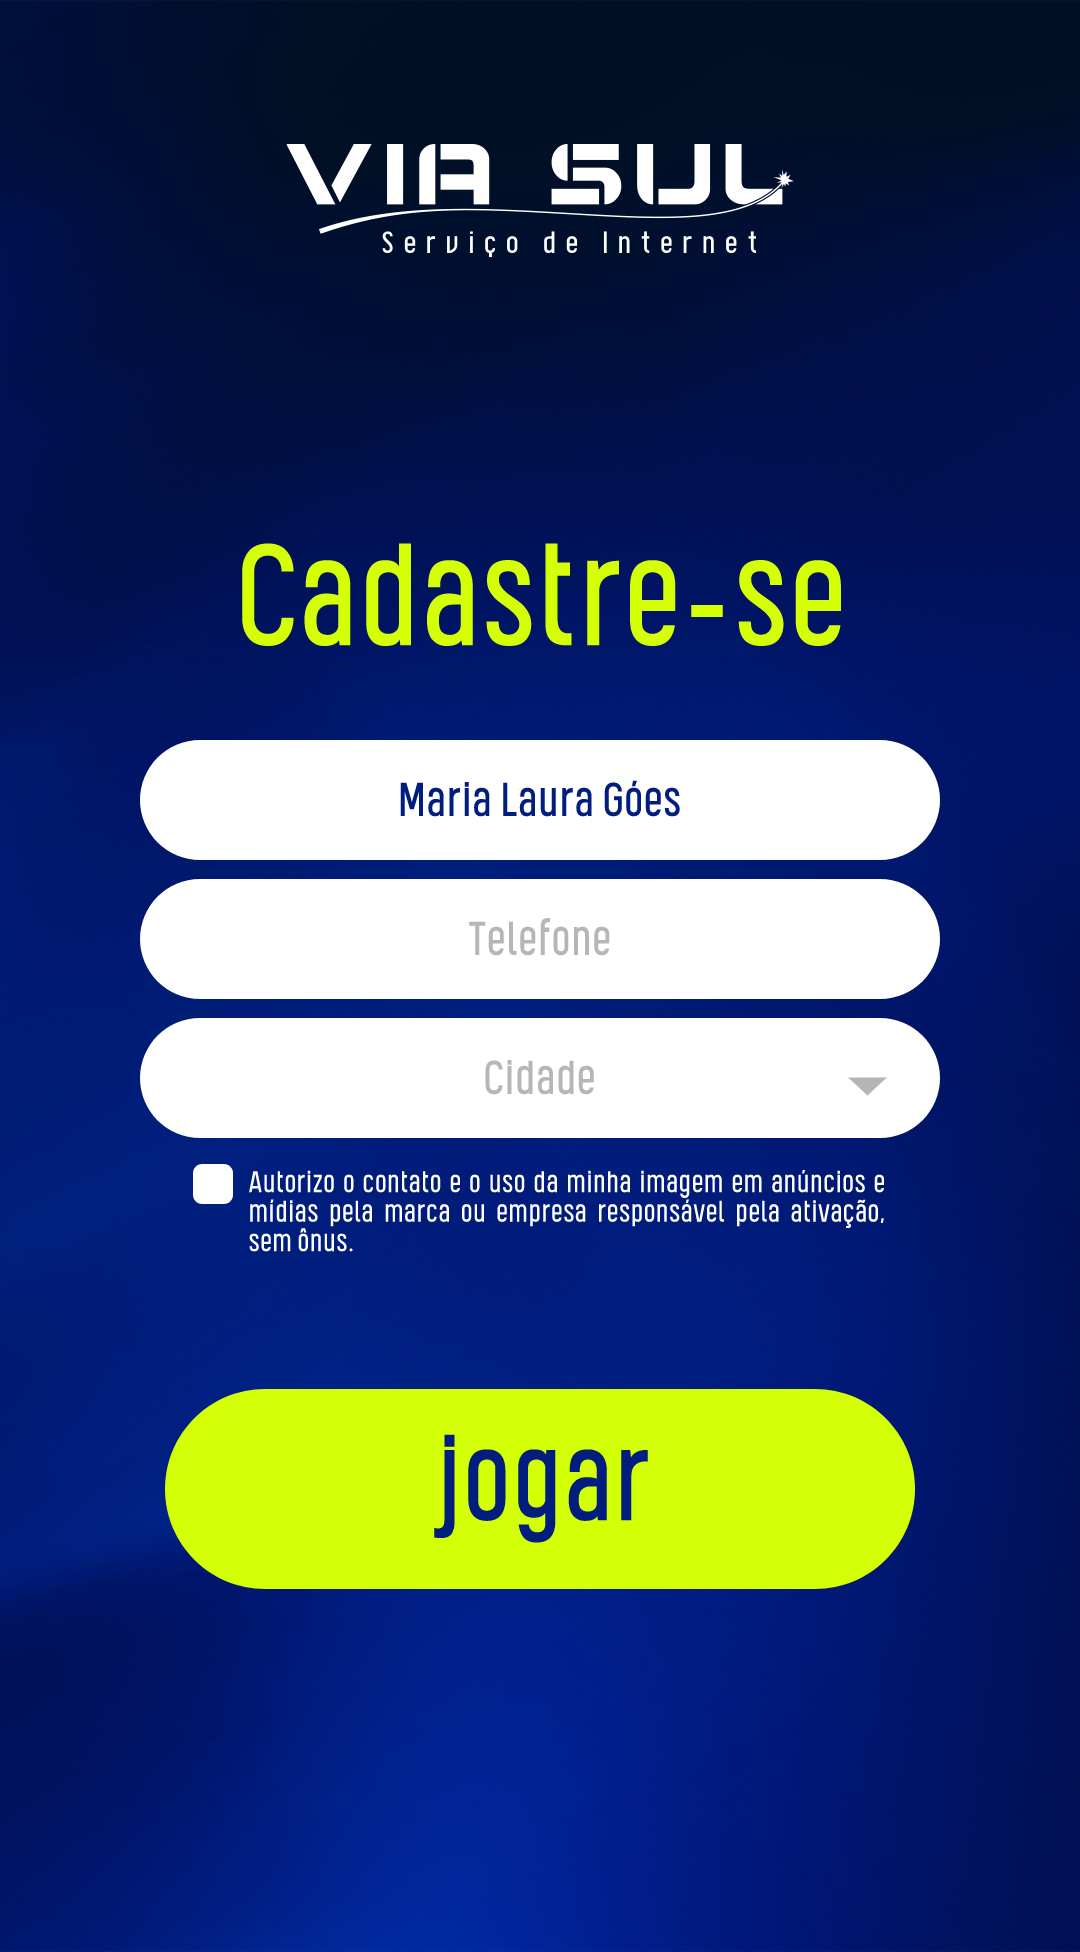 VIA SUL
Serviço de Internet
Cadastre-se
Maria Laura Góes
Telefone
Cidade
Autorizo o contato e o uso da minha imagem em anúncios e
mídias pela marca ou empresa responsável pela ativação,
sem ônus.
jogar